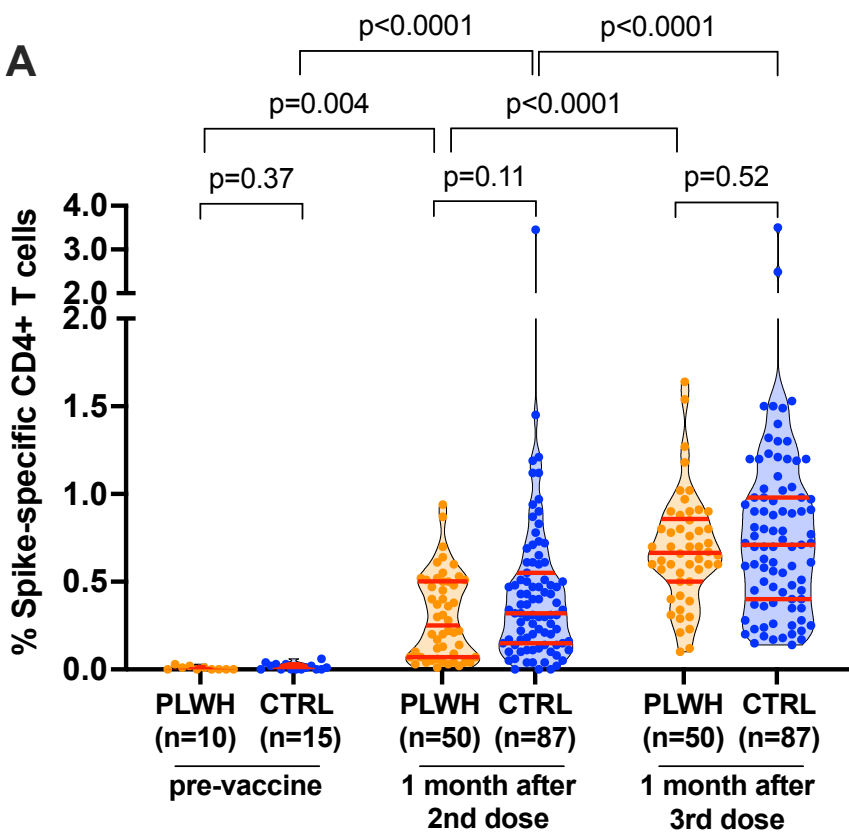 A
p<0.0001 p<0.0001
p=0.004 p<0.0001
p=0.37 p=0.11 p=0.52
% Spike-specific CD4+ T cells
4.0
3.0
2.0
2.0
1.5
1.0
0.5
0.0
PLWH CTRL PLWH CTRL PLWH CTRL
(n=10) (n=15) (n=50) (n=87) (n=50) (n=87)
pre-vaccine 1 month after 1 month after
2nd dose 3rd dose